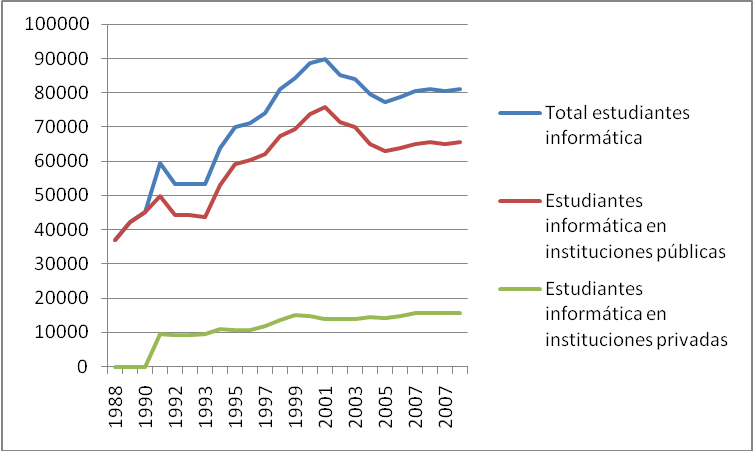 100000
90000
80000
70000
60000
50000
40000
30000
20000
10000
0
1988
1990
1992
1993
1995
1997
1999
2001
2003
2005
2007
2007
Total estudiantes
informática
Estudiantes
informática en
instituciones públicas
Estudiantes
informática en
instituciones privadas